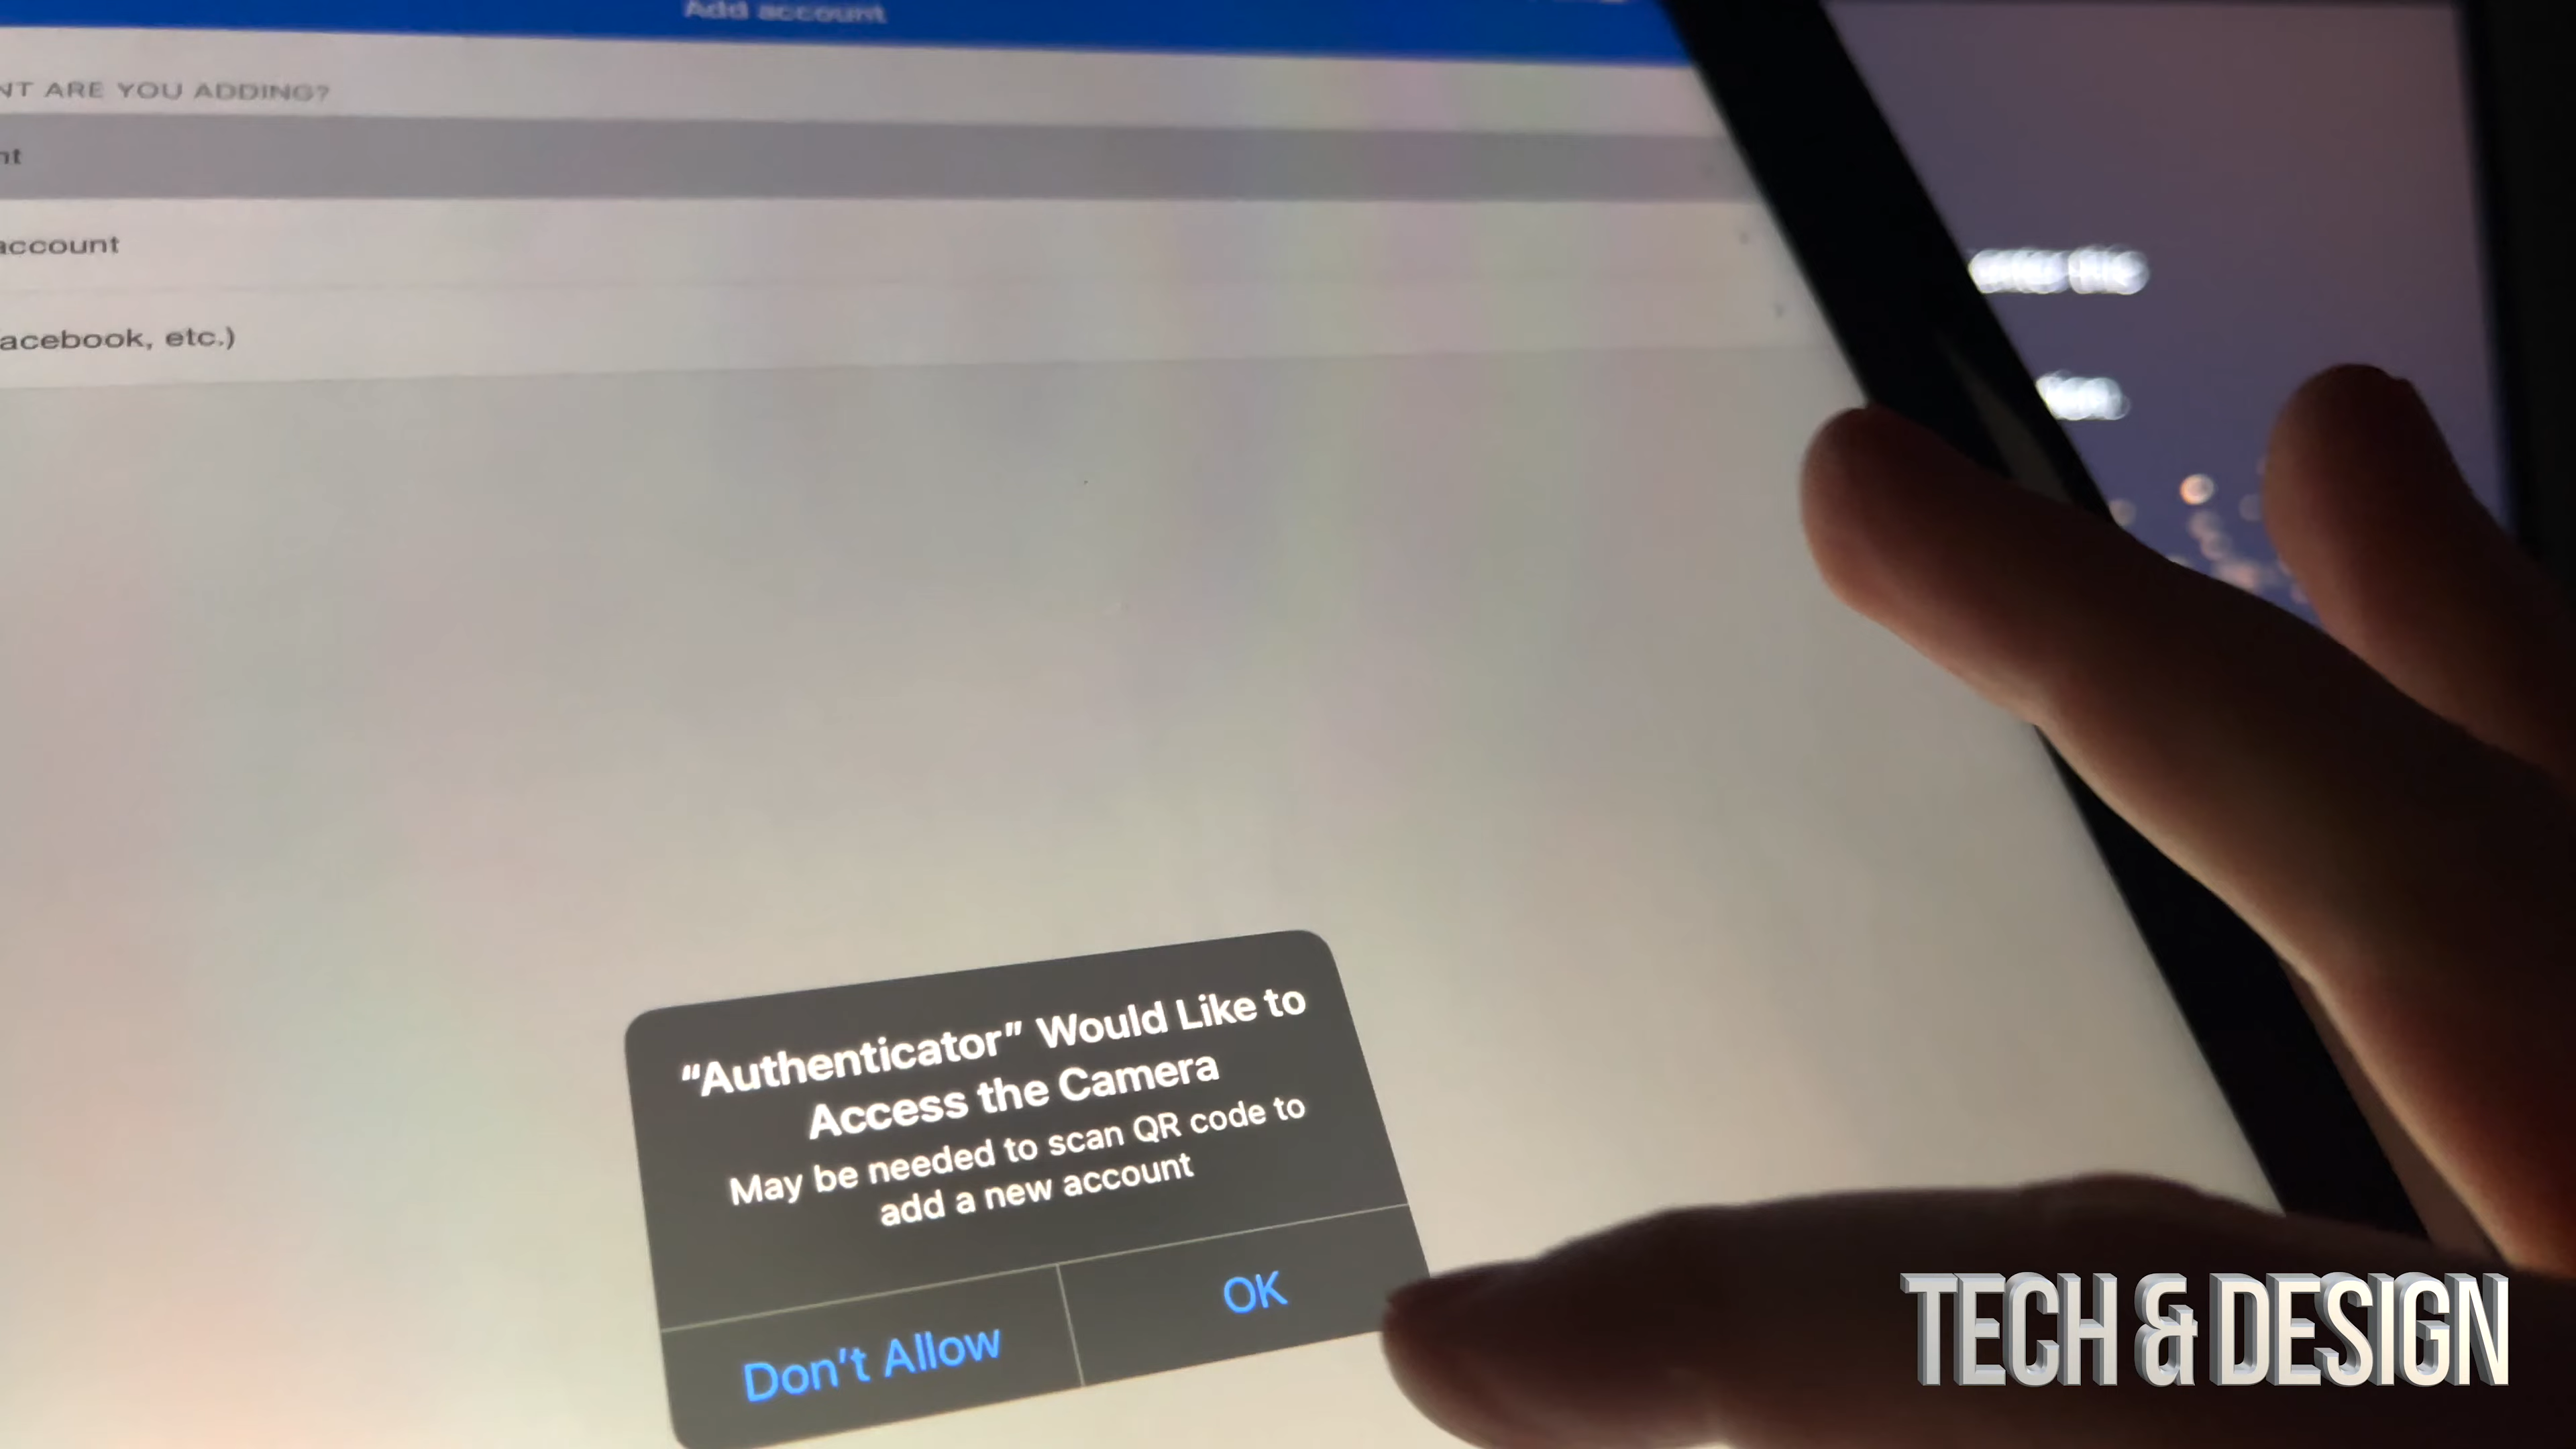 Add account
NT ARE YOU ADDING?
nt
account
acebook, etc.)
“Authenticator” Would Like to
Access the Camera
May be needed to scan QR code to
add a new account
Don’t Allow
OK
TECH & DESIGN